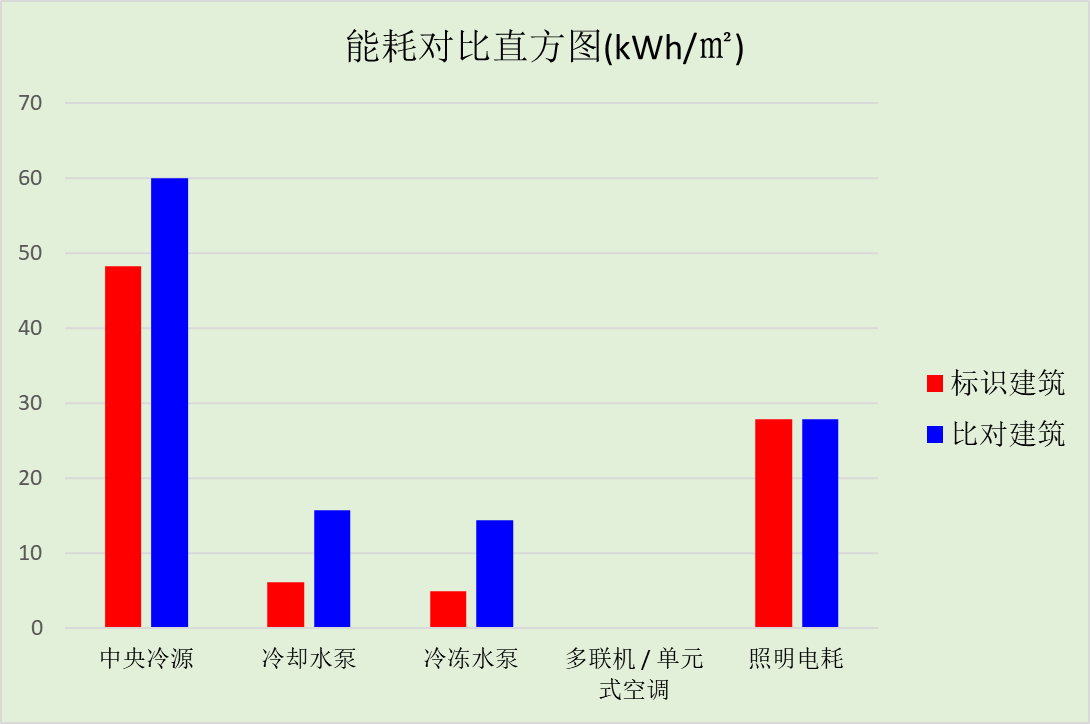 能耗对比直方图(kWh/㎡)
70
60
50
40
30
20
10
0
中央冷源
冷却水泵
冷冻水泵
多联机 / 单元
式空调
照明电耗
标识建筑
比对建筑